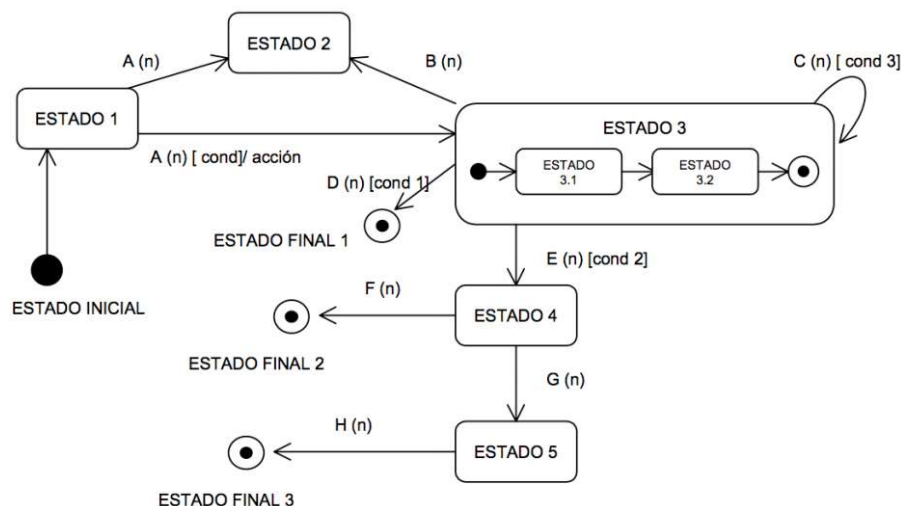 ESTADO 2
A (n)
B (n)
C (n) [ cond 3]
ESTADO 1
ESTADO 3
A (n) [ cond]/ acción
ESTADO
3.1
ESTADO
3.2
D (n) [cond 1]
ESTADO FINAL 1
E (n) [cond 2]
ESTADO INICIAL
F (n)
ESTADO 4
ESTADO FINAL 2
G (n)
H (n)
ESTADO 5
ESTADO FINAL 3